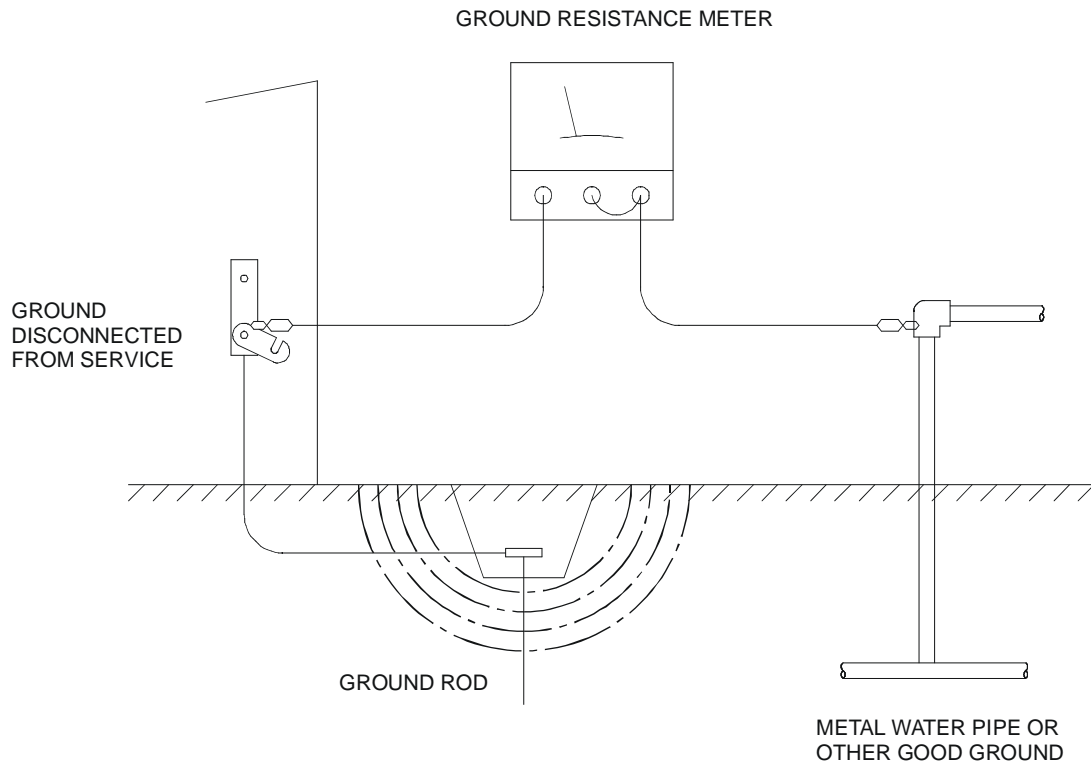 GROUND RESISTANCE METER
GROUND
DISCONNECTED
FROM SERVICE
GROUND ROD
METAL WATER PIPE OR
OTHER GOOD GROUND